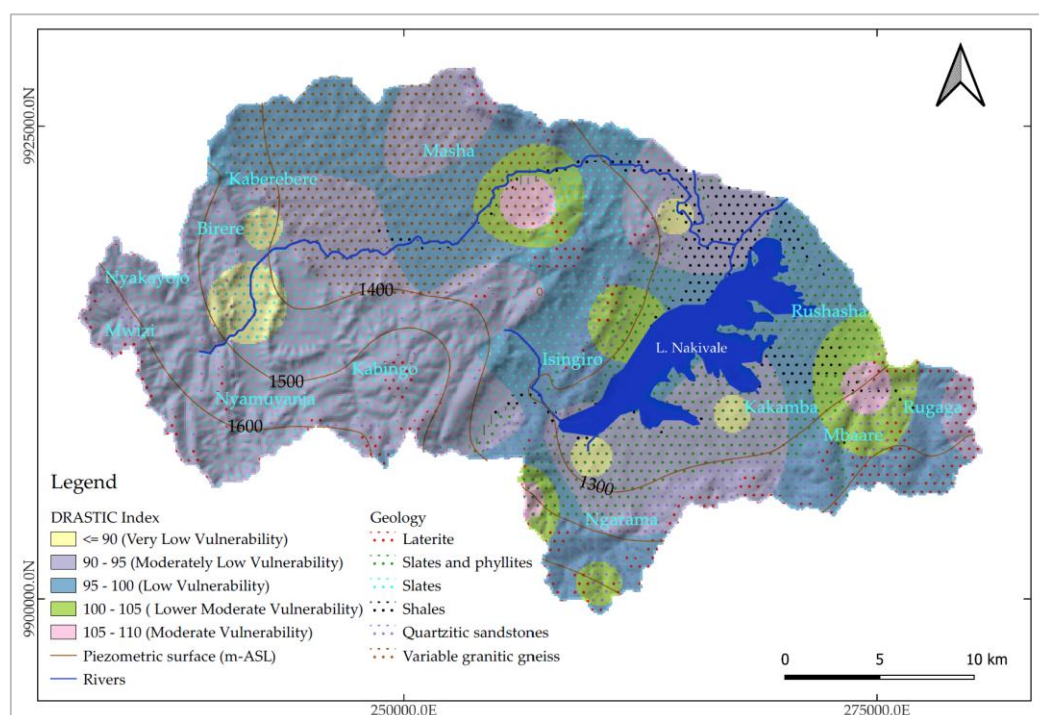 9925000.0N
9900000.0N
Masha
Kaberebere
Birere
Nyakayojo
Mwizi
1400
Rushasha
L. Nakivale
Isingiro
Kabingo
1500
Nyamuyanja
1600
Kakamba
Rugaga
Mbaare
1300
Ngarama
Legend
DRASTIC Index
<= 90 (Very Low Vulnerability)
90 - 95 (Moderately Low Vulnerability)
95 - 100 (Low Vulnerability)
100 - 105 ( Lower Moderate Vulnerability)
105 - 110 (Moderate Vulnerability)
Piezometric surface (m-ASL)
Rivers
Geology
Laterite
Slates and phyllites
Slates
Shales
Quartzitic sandstones
Variable granitic gneiss
0 5 10 km
250000.0E
275000.0E